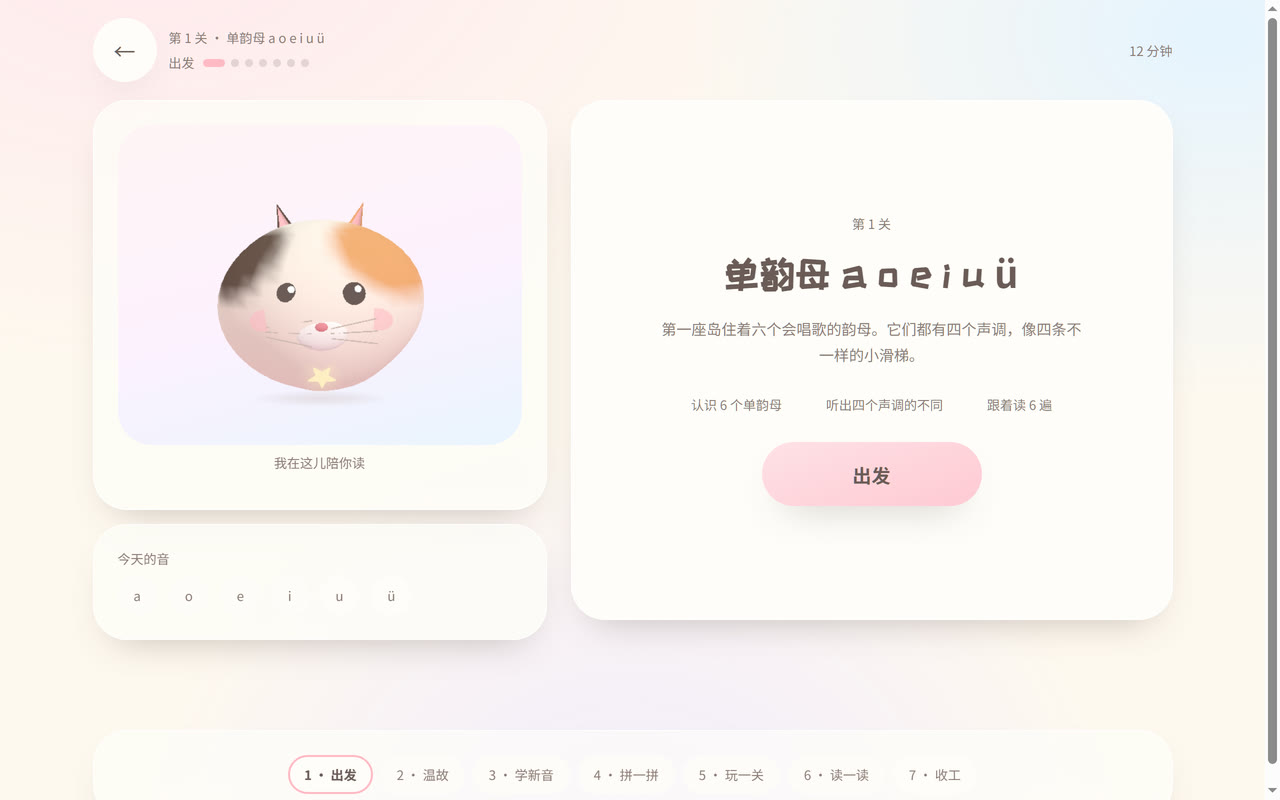 ←
第 1 关 · 单韵母 a o e i u ü
出发
12 分钟
我在这儿陪你读
今天的音
a o e i u ü
第 1 关
单韵母 a o e i u ü
第一座岛住着六个会唱歌的韵母。它们都有四个声调，像四条不
一样的小滑梯。
认识 6 个单韵母 听出四个声调的不同 跟着读 6 遍
出发
1 · 出发 2 · 温故 3 · 学新音 4 · 拼一拼 5 · 玩一关 6 · 读一读 7 · 收工